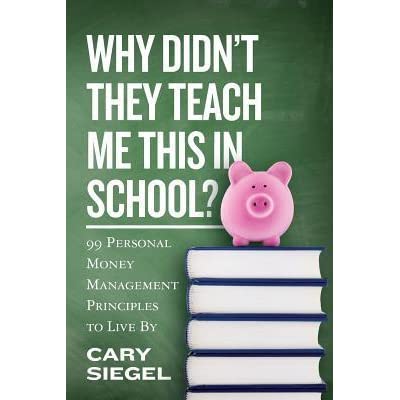 WHY DIDN'T
THEY TEACH
ME THIS IN
SCHOOL?
99 PERSONAL
MONEY
MANAGEMENT
PRINCIPLES
TO LIVE BY
CARY
SIEGEL